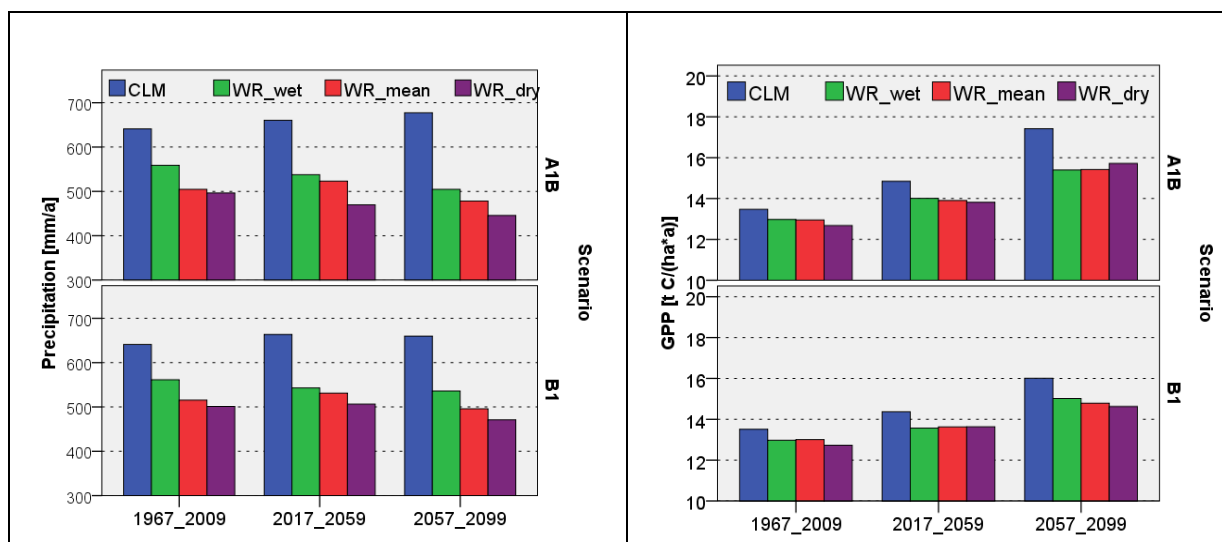 CLM WR_wet WR_mean WR_dry
700
600
500
400
300
A1B
700
600
500
400
300
B1
Precipitation [mm/a]
Scenario
1967_2009 2017_2059 2057_2099
CLM WR_wet WR_mean WR_dry
20
18
16
14
12
10
A1B
20
18
16
14
12
10
B1
GPP [t C/(ha*a)]
Scenario
1967_2009 2017_2059 2057_2099